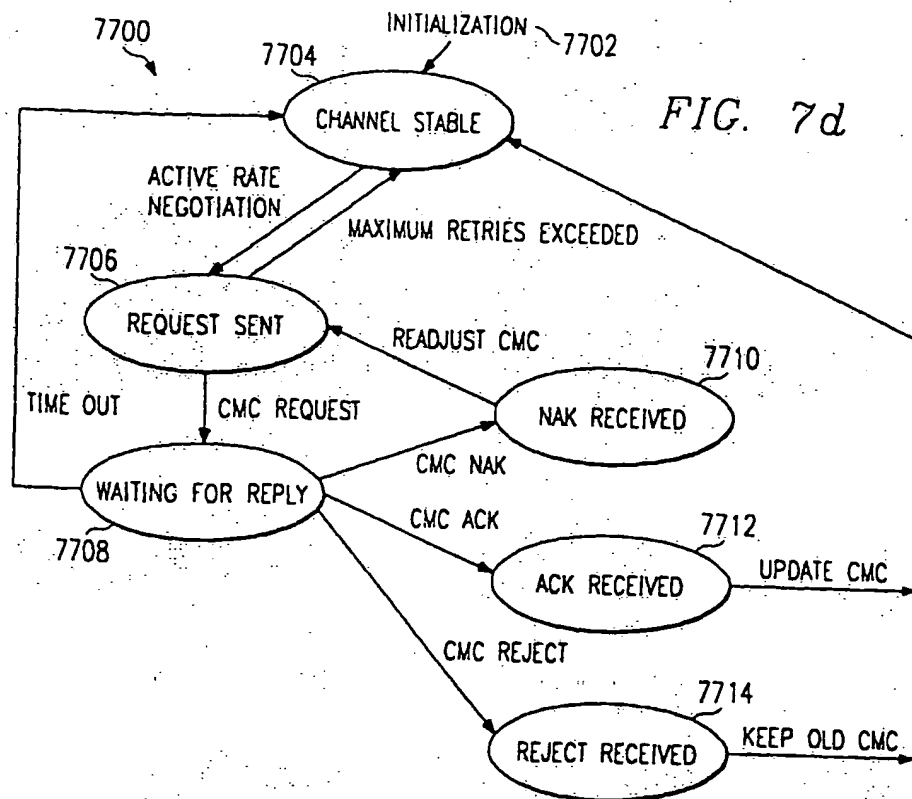 7700
INITIALIZATION
7702
7704
CHANNEL STABLE
FIG. 7d
ACTIVE RATE
NEGOTIATION
MAXIMUM RETRIES EXCEEDED
7706
REQUEST SENT
READJUST CMC
7710
TIME OUT
CMC REQUEST
NAK RECEIVED
CMC NAK
WAITING FOR REPLY
7708
CMC ACK
7712
ACK RECEIVED
UPDATE CMC
CMC REJECT
7714
REJECT RECEIVED
KEEP OLD CMC